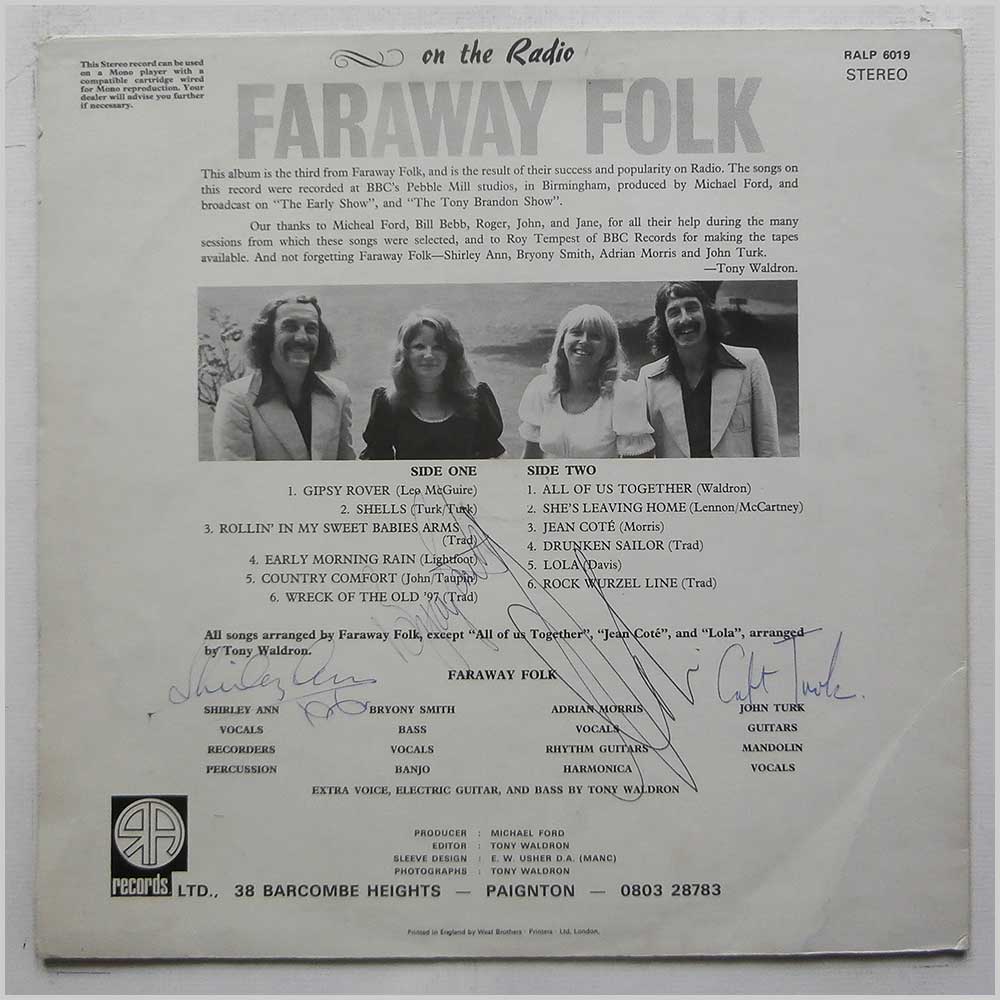 This Stereo record can be used
on a Mono player with a
compatible cartridge wired
for Mono reproduction. Your
dealer will advise you further
if necessary.
on the Radio
RALP 6019
STEREO
FARAWAY FOLK
This album is the third from Faraway Folk, and is the result of their success and popularity on Radio. The songs on
this record were recorded at BBC's Pebble Mill studios, in Birmingham, produced by Michael Ford, and
broadcast on "The Early Show", and "The Tony Brandon Show".
Our thanks to Micheal Ford, Bill Bebb, Roger, John, and Jane, for all their help during the many
sessions from which these songs were selected, and to Roy Tempest of BBC Records for making the tapes
available. And not forgetting Faraway Folk—Shirley Ann, Bryony Smith, Adrian Morris and John Turk.
—Tony Waldron.
SIDE ONE
1. GIPSY ROVER (Leo McGuire)
2. SHELLS (Turk/Turk)
3. ROLLIN' IN MY SWEET BABIES ARMS
(Trad)
4. EARLY MORNING RAIN (Lightfoot)
5. COUNTRY COMFORT (John/Taupin)
6. WRECK OF THE OLD '97 (Trad)
SIDE TWO
1. ALL OF US TOGETHER (Waldron)
2. SHE'S LEAVING HOME (Lennon/McCartney)
3. JEAN COTÉ (Morris)
4. DRUNKEN SAILOR (Trad)
5. LOLA (Davis)
6. ROCK WURZEL LINE (Trad)
All songs arranged by Faraway Folk, except "All of us Together", "Jean Coté", and "Lola", arranged
by Tony Waldron.
Shirley Ann
Capt Turk.
FARAWAY FOLK
SHIRLEY ANN BRYONY SMITH ADRIAN MORRIS JOHN TURK
VOCALS BASS VOCALS GUITARS
RECORDERS VOCALS RHYTHM GUITARS MANDOLIN
PERCUSSION BANJO HARMONICA VOCALS
EXTRA VOICE, ELECTRIC GUITAR, AND BASS BY TONY WALDRON
PRODUCER : MICHAEL FORD
EDITOR : TONY WALDRON
SLEEVE DESIGN : E. W. USHER D.A. (MANC)
PHOTOGRAPHS : TONY WALDRON
RA
records LTD., 38 BARCOMBE HEIGHTS — PAIGNTON — 0803 28783
Printed in England by West Brothers · Printers · Ltd, London,